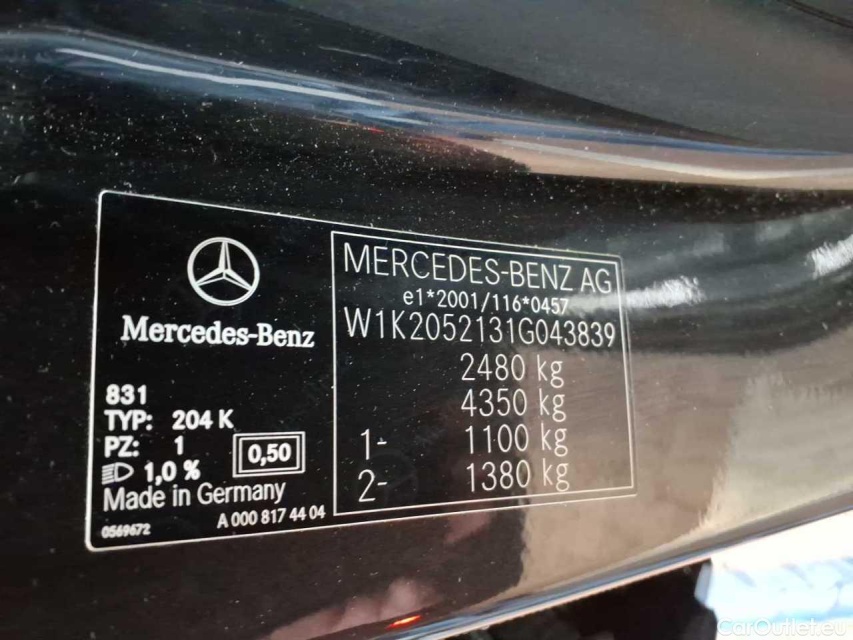 Mercedes-Benz
831
TYP: 204 K
PZ: 1
0,50
1,0 %
Made in Germany
0569672
A 000 817 44 04
MERCEDES-BENZ AG
e1*2001/116*0457
W1K2052131G043839
2480 kg
4350 kg
1- 1100 kg
2- 1380 kg
CarOutlet.eu